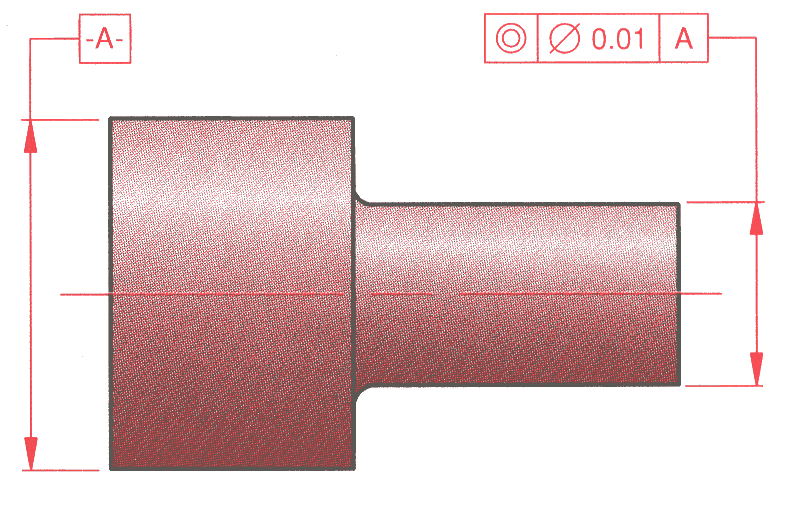 -A-
◎ ⌀ 0.01 A